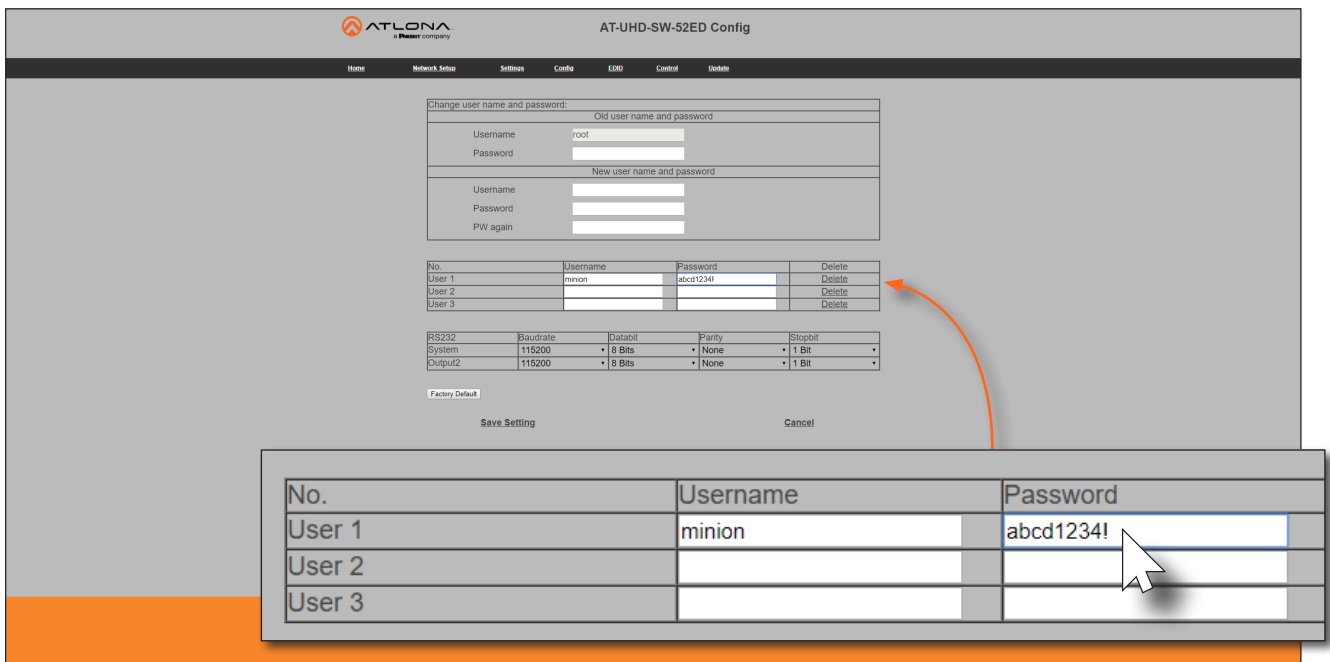 ATLONA
a PANDUIT company
AT-UHD-SW-52ED Config
Home Network Setup Settings Config EDID Control Update
Change user name and password:
Old user name and password
Username root
Password
New user name and password
Username
Password
PW again
No. Username Password Delete
User 1 minion abcd1234! Delete
User 2 Delete
User 3 Delete
RS232 Baudrate Databit Parity Stopbit
System 115200 8 Bits None 1 Bit
Output2 115200 8 Bits None 1 Bit
Factory Default
Save Setting Cancel
No. Username Password
User 1 minion abcd1234!
User 2
User 3